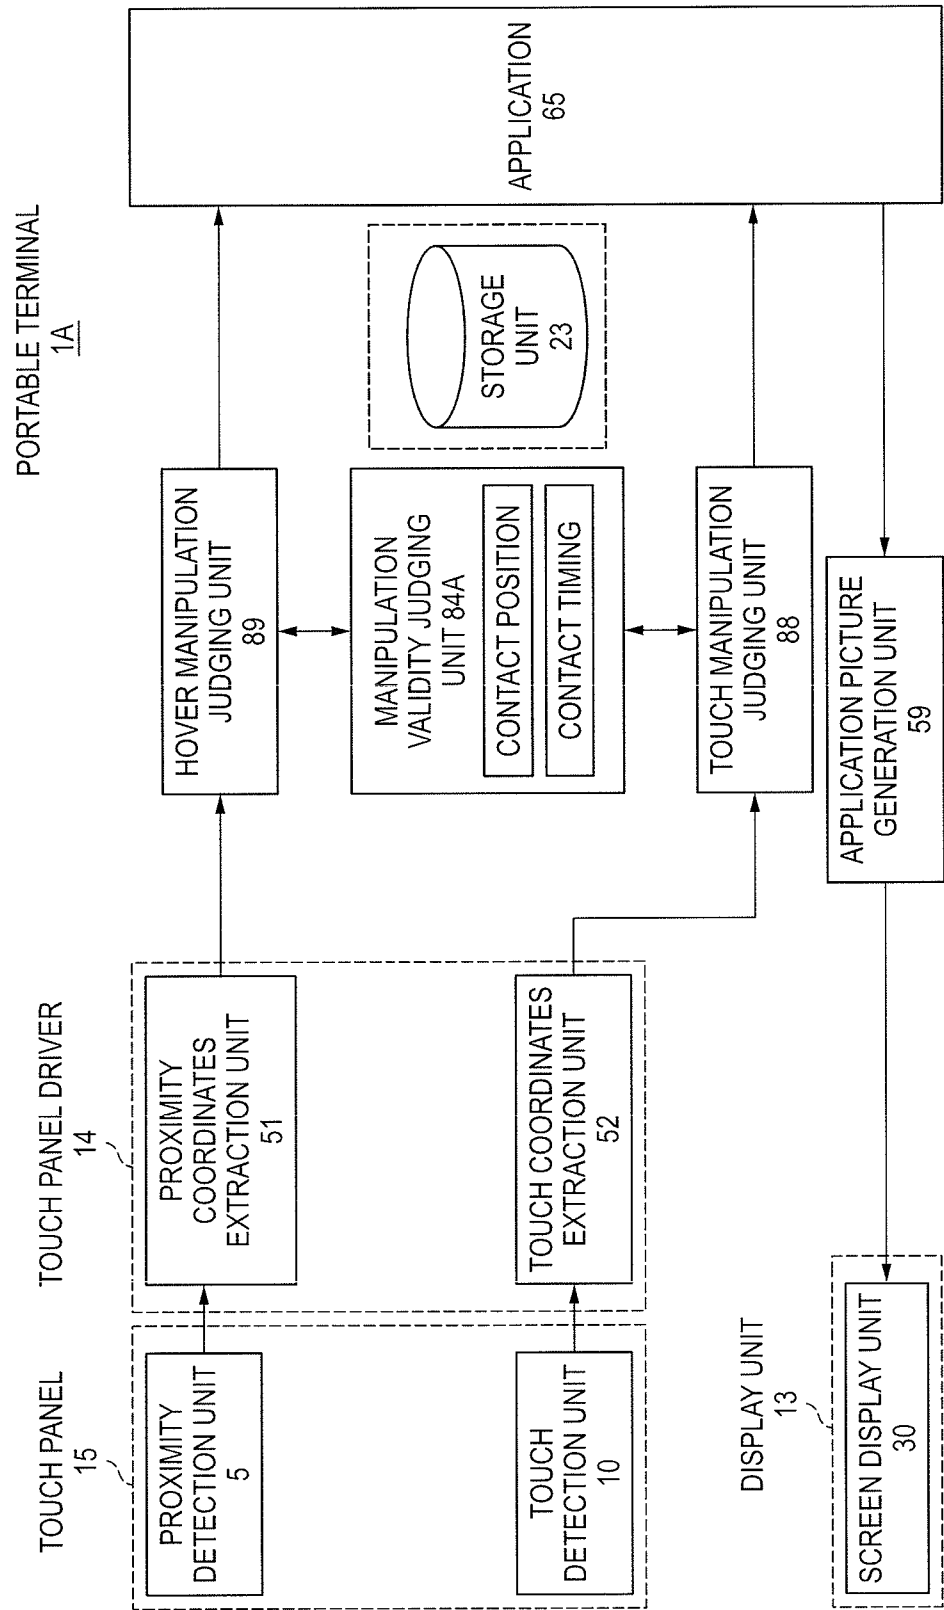 PORTABLE TERMINAL
1A
TOUCH PANEL
15
PROXIMITY
DETECTION UNIT
5
TOUCH
DETECTION UNIT
10
TOUCH PANEL DRIVER
14
PROXIMITY
COORDINATES
EXTRACTION UNIT
51
TOUCH COORDINATES
EXTRACTION UNIT
52
HOVER MANIPULATION
JUDGING UNIT
89
MANIPULATION
VALIDITY JUDGING
UNIT 84A
CONTACT POSITION
CONTACT TIMING
TOUCH MANIPULATION
JUDGING UNIT
88
STORAGE
UNIT
23
APPLICATION
65
APPLICATION PICTURE
GENERATION UNIT
59
DISPLAY UNIT
13
SCREEN DISPLAY UNIT
30